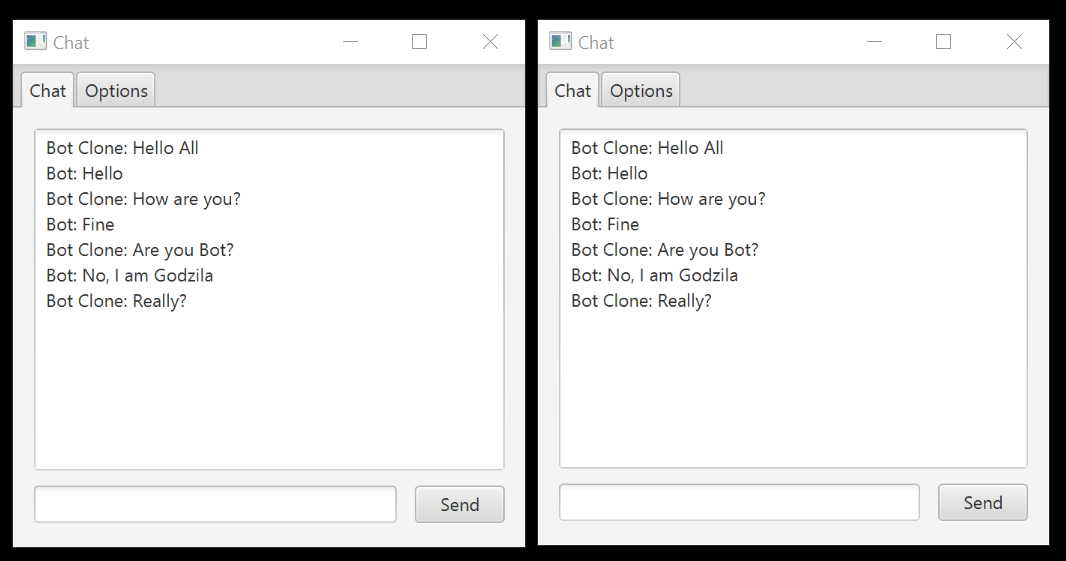 Chat
Chat Options
Bot Clone: Hello All
Bot: Hello
Bot Clone: How are you?
Bot: Fine
Bot Clone: Are you Bot?
Bot: No, I am Godzila
Bot Clone: Really?
Send
Chat
Chat Options
Bot Clone: Hello All
Bot: Hello
Bot Clone: How are you?
Bot: Fine
Bot Clone: Are you Bot?
Bot: No, I am Godzila
Bot Clone: Really?
Send